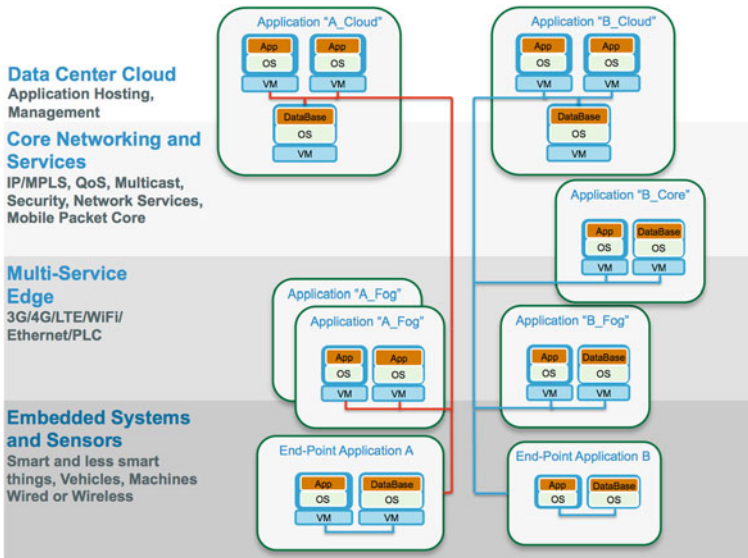 Application "A_Cloud"
App
OS
VM
App
OS
VM
DataBase
OS
VM
Application "B_Cloud"
App
OS
VM
App
OS
VM
DataBase
OS
VM
Data Center Cloud
Application Hosting,
Management
Core Networking and
Services
IP/MPLS, QoS, Multicast,
Security, Network Services,
Mobile Packet Core
Application "B_Core"
App
OS
VM
DataBase
OS
VM
Multi-Service
Edge
3G/4G/LTE/WiFi/
Ethernet/PLC
Application "A_Fog"
Application "A_Fog"
App
OS
VM
App
OS
VM
Application "B_Fog"
App
OS
VM
DataBase
OS
VM
Embedded Systems
and Sensors
Smart and less smart
things, Vehicles, Machines
Wired or Wireless
End-Point Application A
App
OS
VM
DataBase
OS
VM
End-Point Application B
App
OS
DataBase
OS